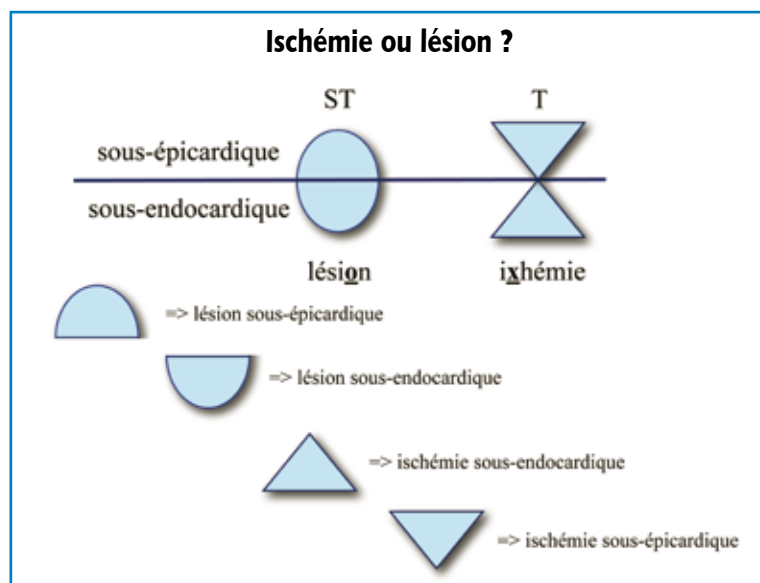 Ischémie ou lésion ?
ST T
sous-épicardique
sous-endocardique
lésion ixhémie
=> lésion sous-épicardique
=> lésion sous-endocardique
=> ischémie sous-endocardique
=> ischémie sous-épicardique